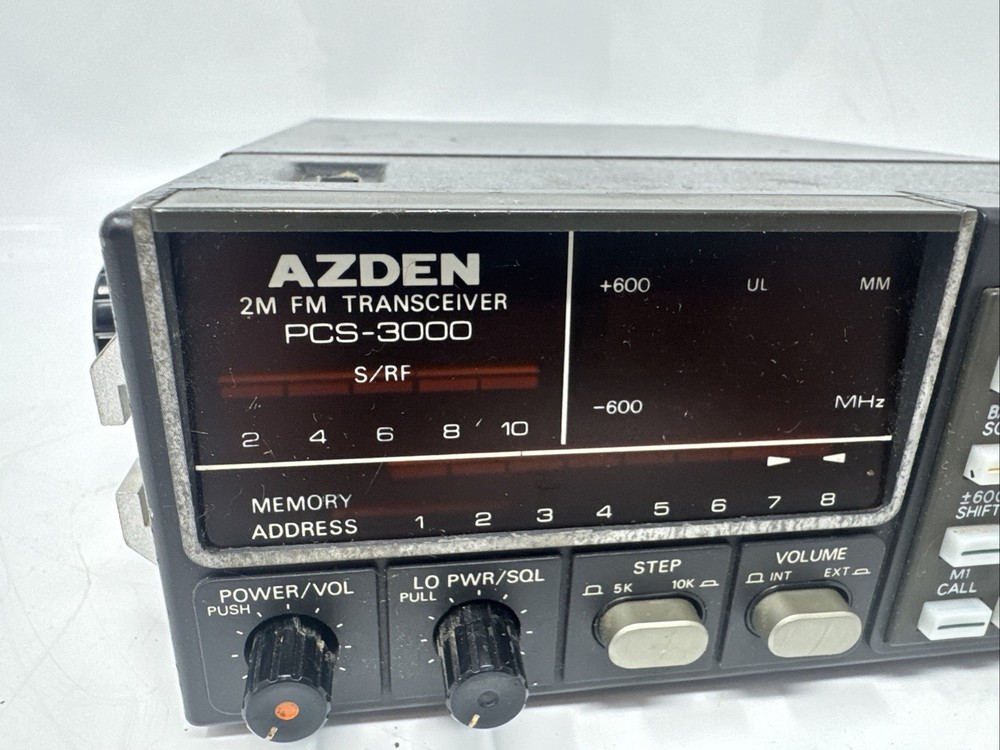 AZDEN
2M FM TRANSCEIVER
PCS-3000
S/RF
2 4 6 8 10
+600 UL MM
-600 MHz
MEMORY
ADDRESS
1 2 3 4 5 6 7 8
POWER/VOL
PUSH
LO PWR/SQL
PULL
STEP
5K 10K
VOLUME
INT EXT
±600
SHIFT
M1
CALL